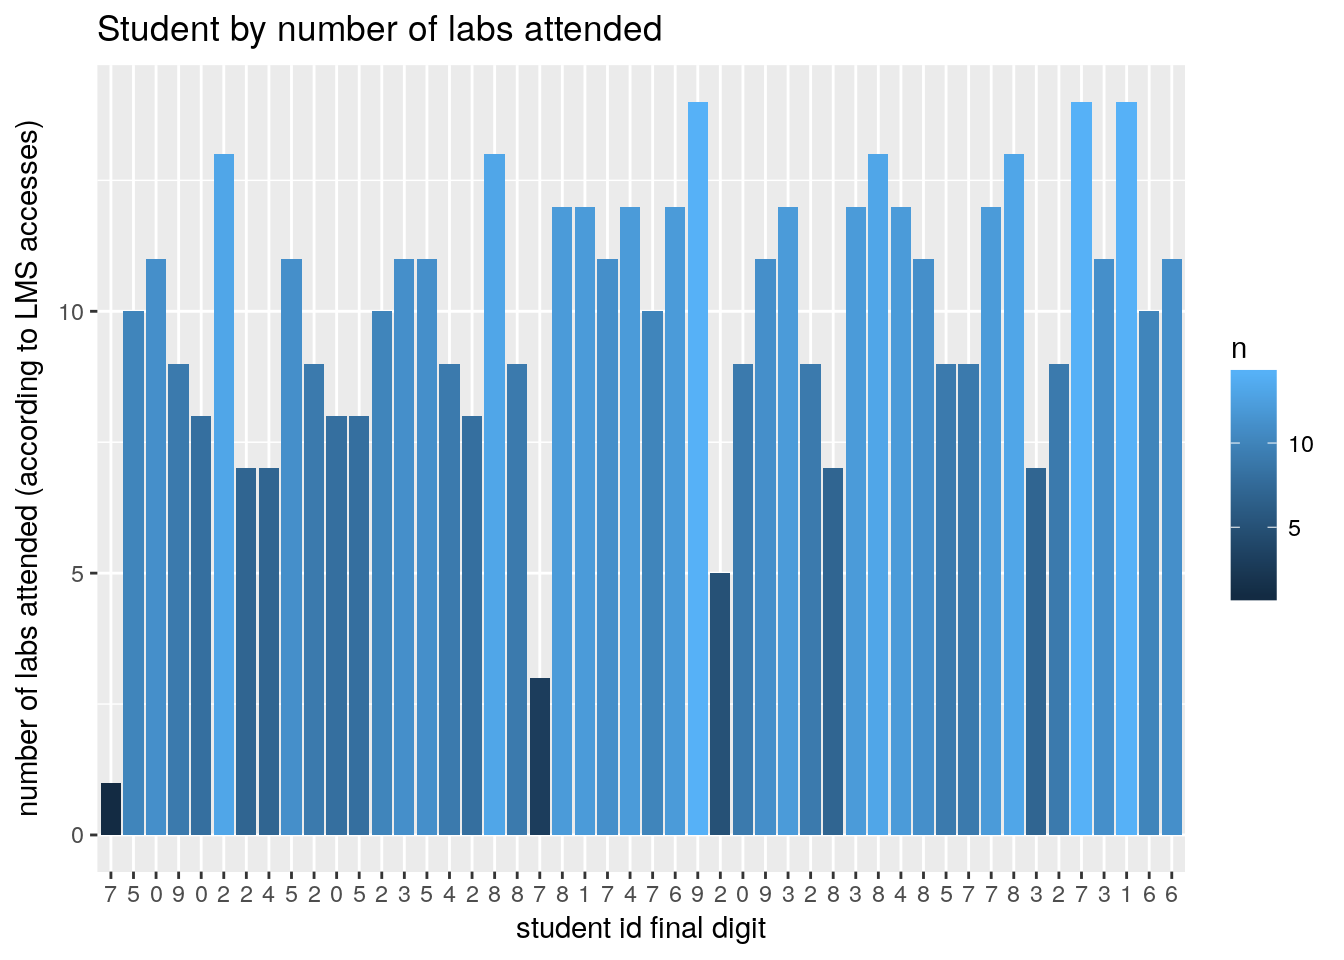 Student by number of labs attended
number of labs attended (according to LMS accesses)
10
5
0
7 5 0 9 0 2 2 4 5 2 0 5 2 3 5 4 2 8 8 7 8 1 7 4 7 6 9 2 0 9 3 2 8 3 8 4 8 5 7 7 8 3 2 7 3 1 6 6
student id final digit
n
10
5